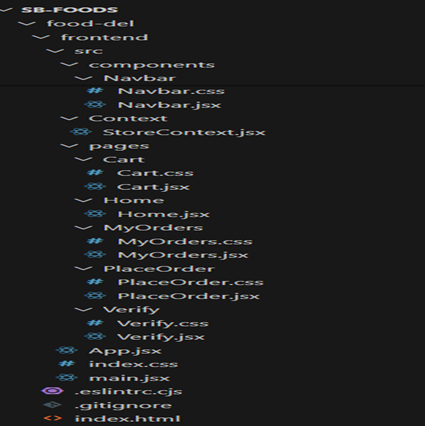 SB-FOODS
food-del
frontend
src
components
Navbar
# Navbar.css
Navbar.jsx
Context
StoreContext.jsx
pages
Cart
# Cart.css
Cart.jsx
Home
Home.jsx
MyOrders
# MyOrders.css
MyOrders.jsx
PlaceOrder
# PlaceOrder.css
PlaceOrder.jsx
Verify
# Verify.css
Verify.jsx
App.jsx
# index.css
main.jsx
.eslintrc.cjs
.gitignore
<> index.html